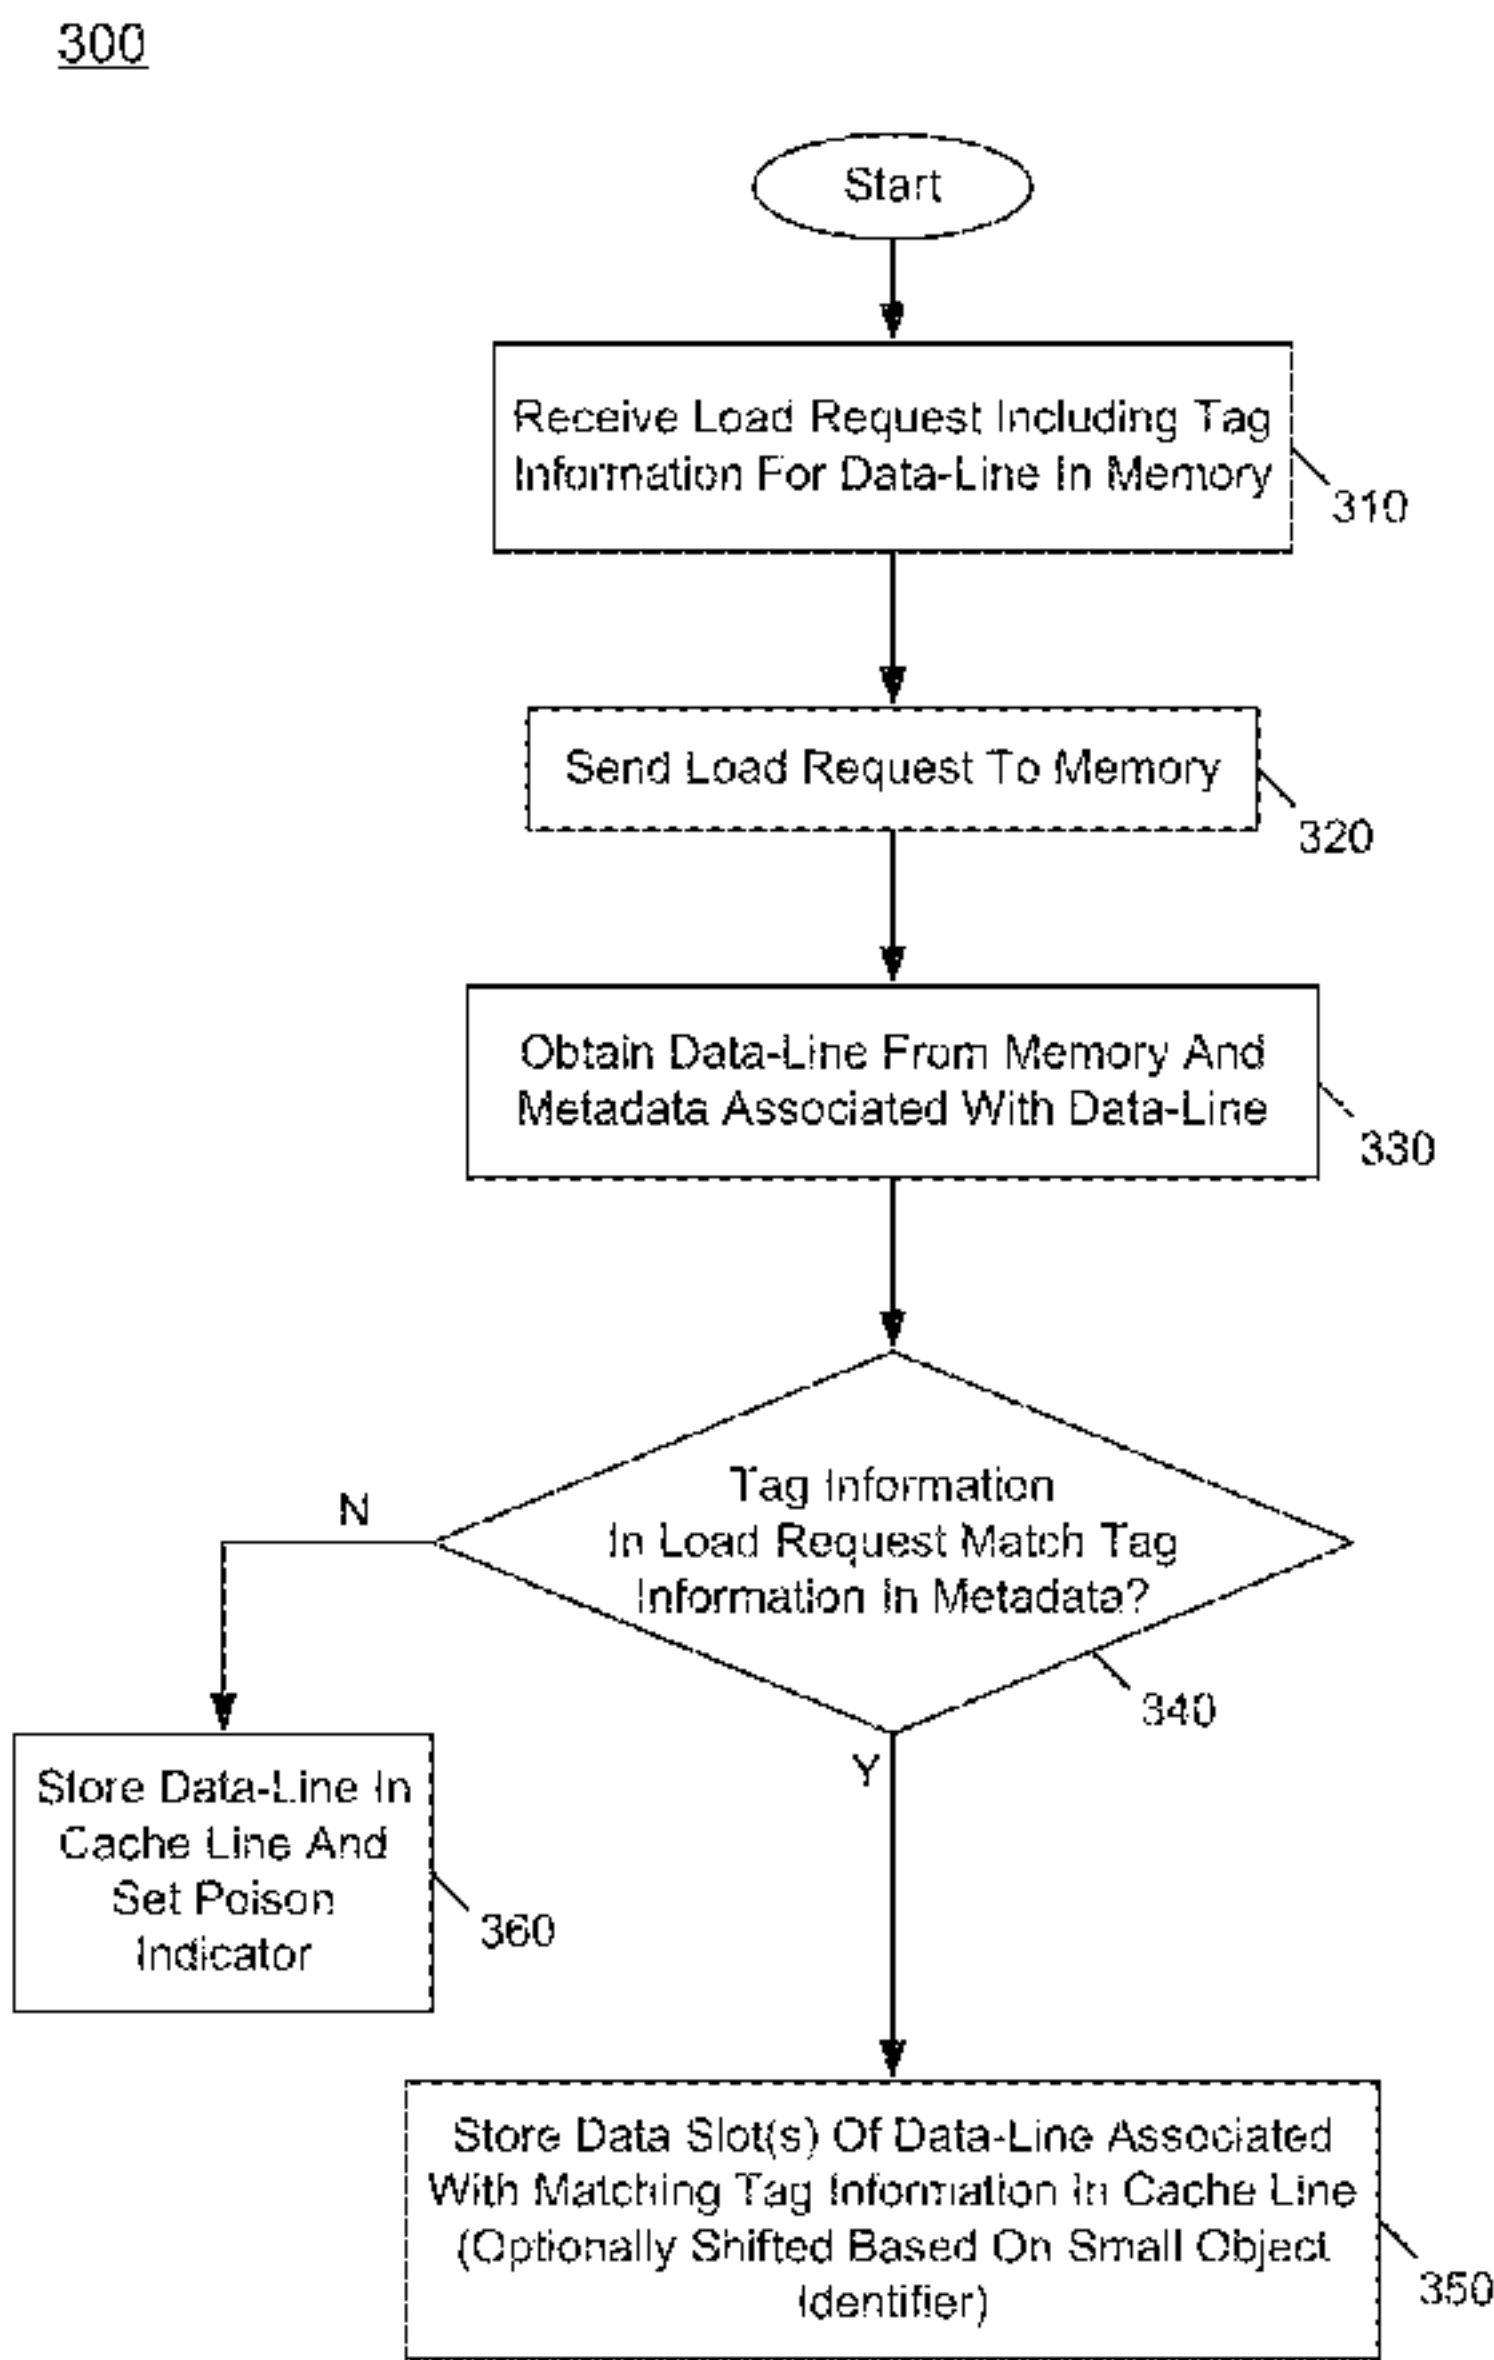 300
Start
Receive Load Request Including Tag
Information For Data-Line In Memory
310
Send Load Request To Memory
320
Obtain Data-Line From Memory And
Metadata Associated With Data-Line
330
Tag Information
In Load Request Match Tag
Information In Metadata?
340
N
Y
Store Data-Line In
Cache Line And
Set Poison
Indicator
360
Store Data Slot(s) Of Data-Line Associated
With Matching Tag Information In Cache Line
(Optionally Shifted Based On Small Object
Identifier)
350